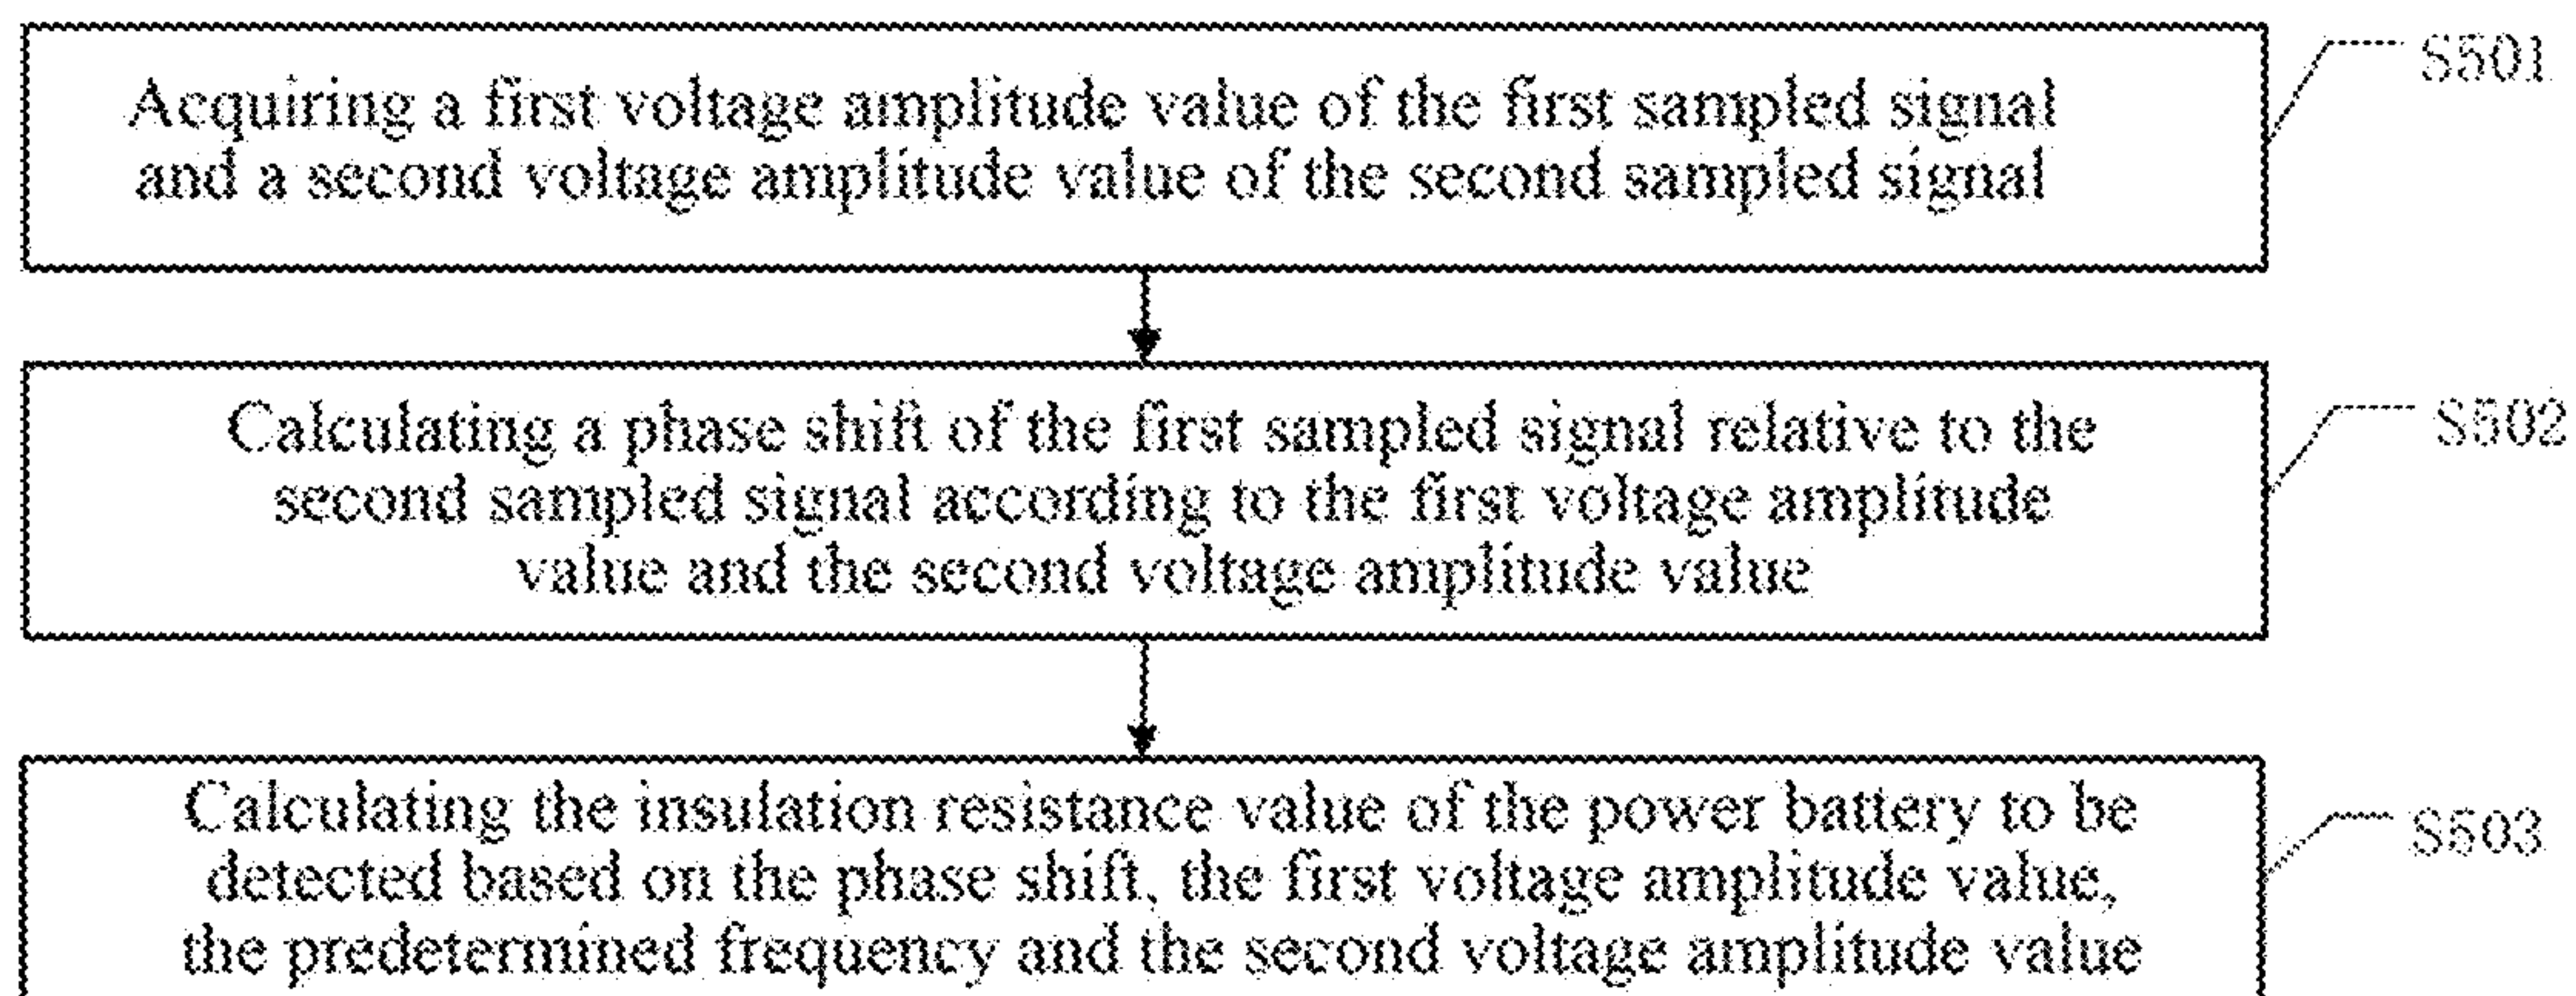 Acquiring a first voltage amplitude value of the first sampled signal
and a second voltage amplitude value of the second sampled signal
S501
Calculating a phase shift of the first sampled signal relative to the
second sampled signal according to the first voltage amplitude
value and the second voltage amplitude value
S502
Calculating the insulation resistance value of the power battery to be
detected based on the phase shift, the first voltage amplitude value,
the predetermined frequency and the second voltage amplitude value
S503